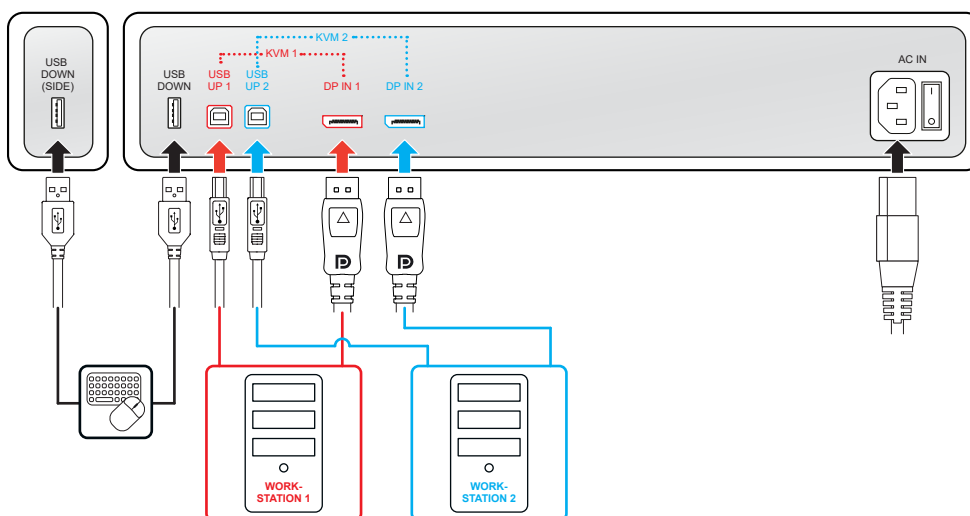 USB
DOWN
(SIDE)
USB
DOWN
USB
UP 1
USB
UP 2
KVM 2
KVM 1
DP IN 1
DP IN 2
AC IN
WORK-
STATION 1
WORK-
STATION 2